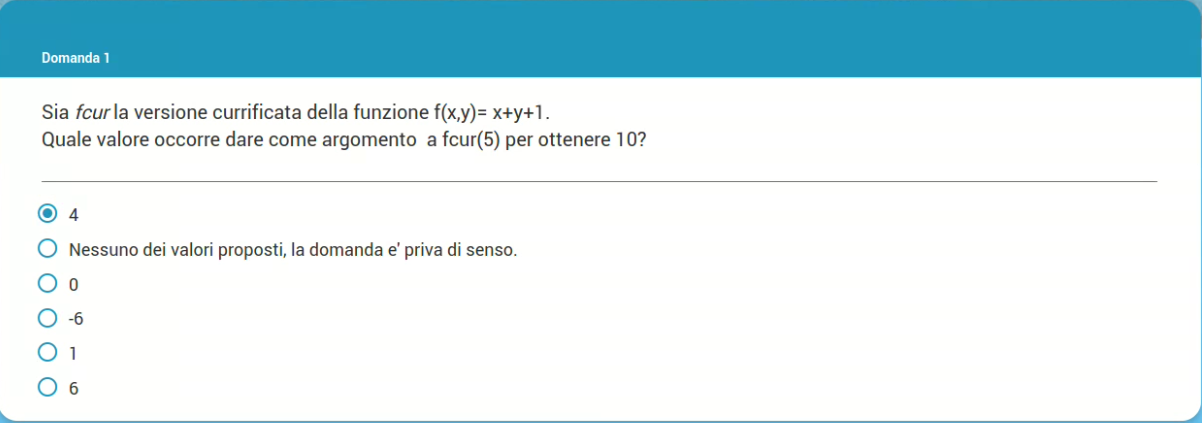 Domanda 1
Sia fcur la versione currificata della funzione f(x,y)= x+y+1.
Quale valore occorre dare come argomento a fcur(5) per ottenere 10?
4
Nessuno dei valori proposti, la domanda e' priva di senso.
0
-6
1
6